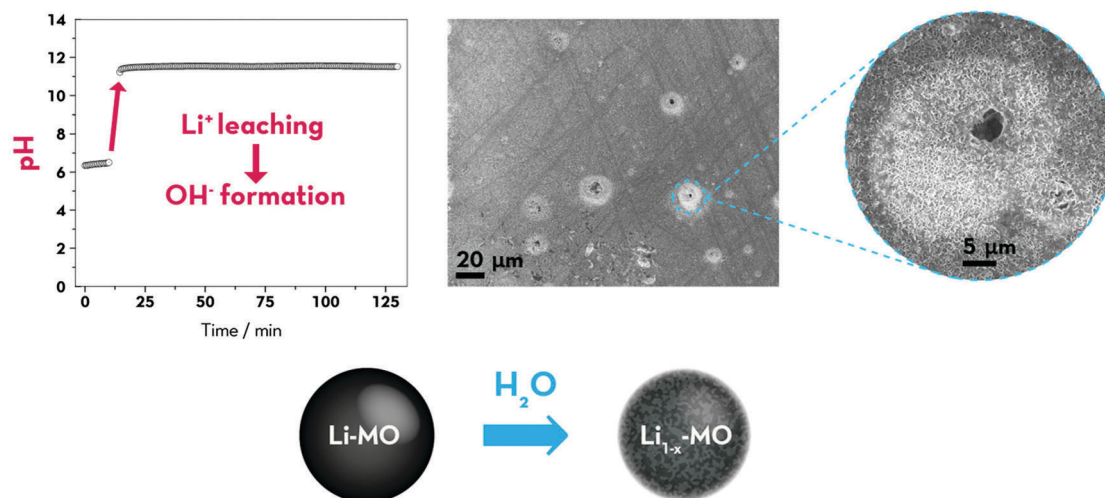 14
12
10
8
6
4
2
0
pH
0 25 50 75 100 125
Time / min
Li⁺ leaching
OH⁻ formation
20 μm
5 μm
Li-MO
H₂O
Li₁₋ₓ-MO